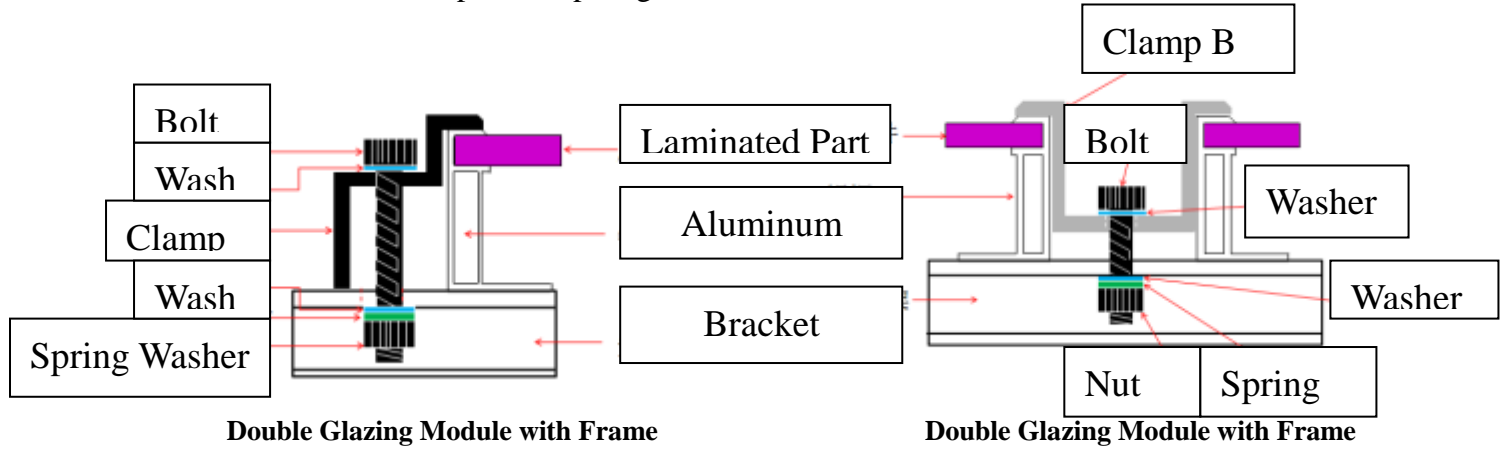 Clamp B
Bolt
Wash
Clamp
Wash
Spring Washer
Laminated Part
Aluminum
Bracket
Bolt
Washer
Washer
Nut
Spring
Double Glazing Module with Frame
Double Glazing Module with Frame